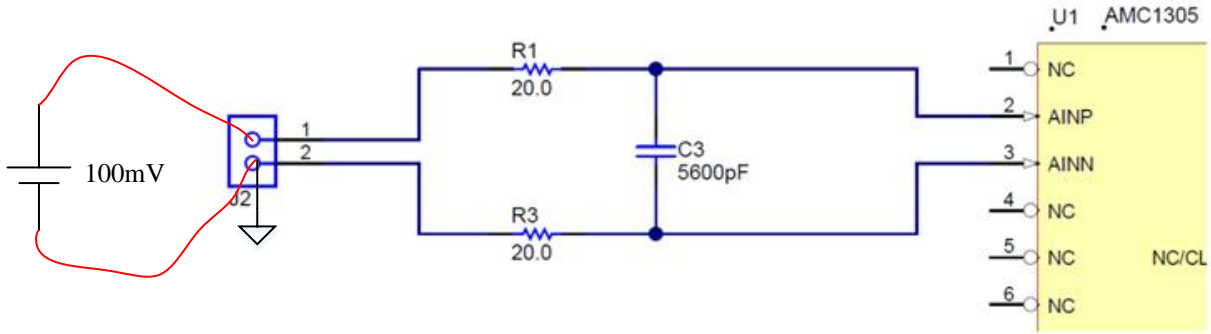 U1 AMC1305
R1
20.0
1 NC
2 AINP
1
2
100mV
C3
5600pF
3 AINN
J2
R3
20.0
4 NC
5 NC NC/CL
6 NC